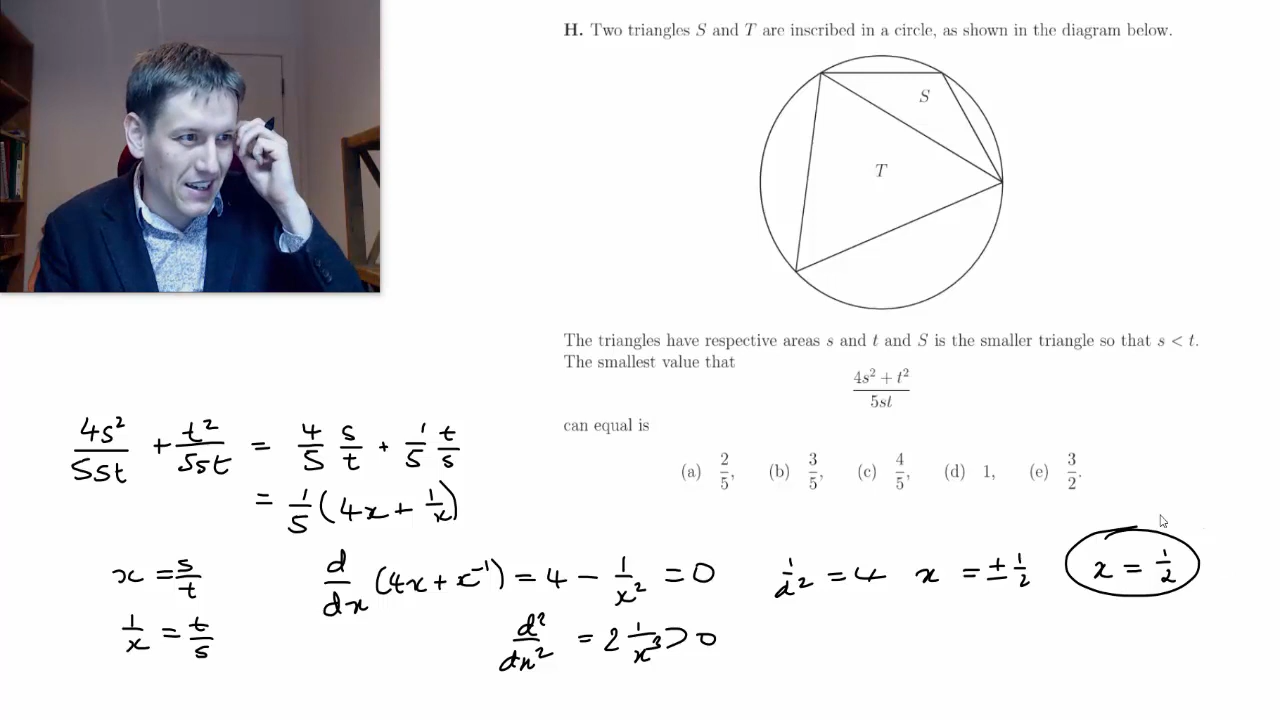 H. Two triangles S and T are inscribed in a circle, as shown in the diagram below.
S
T
The triangles have respective areas s and t and S is the smaller triangle so that s < t.
The smallest value that
(4s² + t²)/(5st)
can equal is
(a) 2/5, (b) 3/5, (c) 4/5, (d) 1, (e) 3/2.
4s²/5st + t²/5st = 4/5 s/t + 1/5 t/s
= 1/5 (4x + 1/x)
x = s/t
1/x = t/s
d/dx (4x + x⁻¹) = 4 − 1/x² = 0
d²/dx² = 2 1/x³ > 0
1/x² = 4 x = ± 1/2
x = 1/2